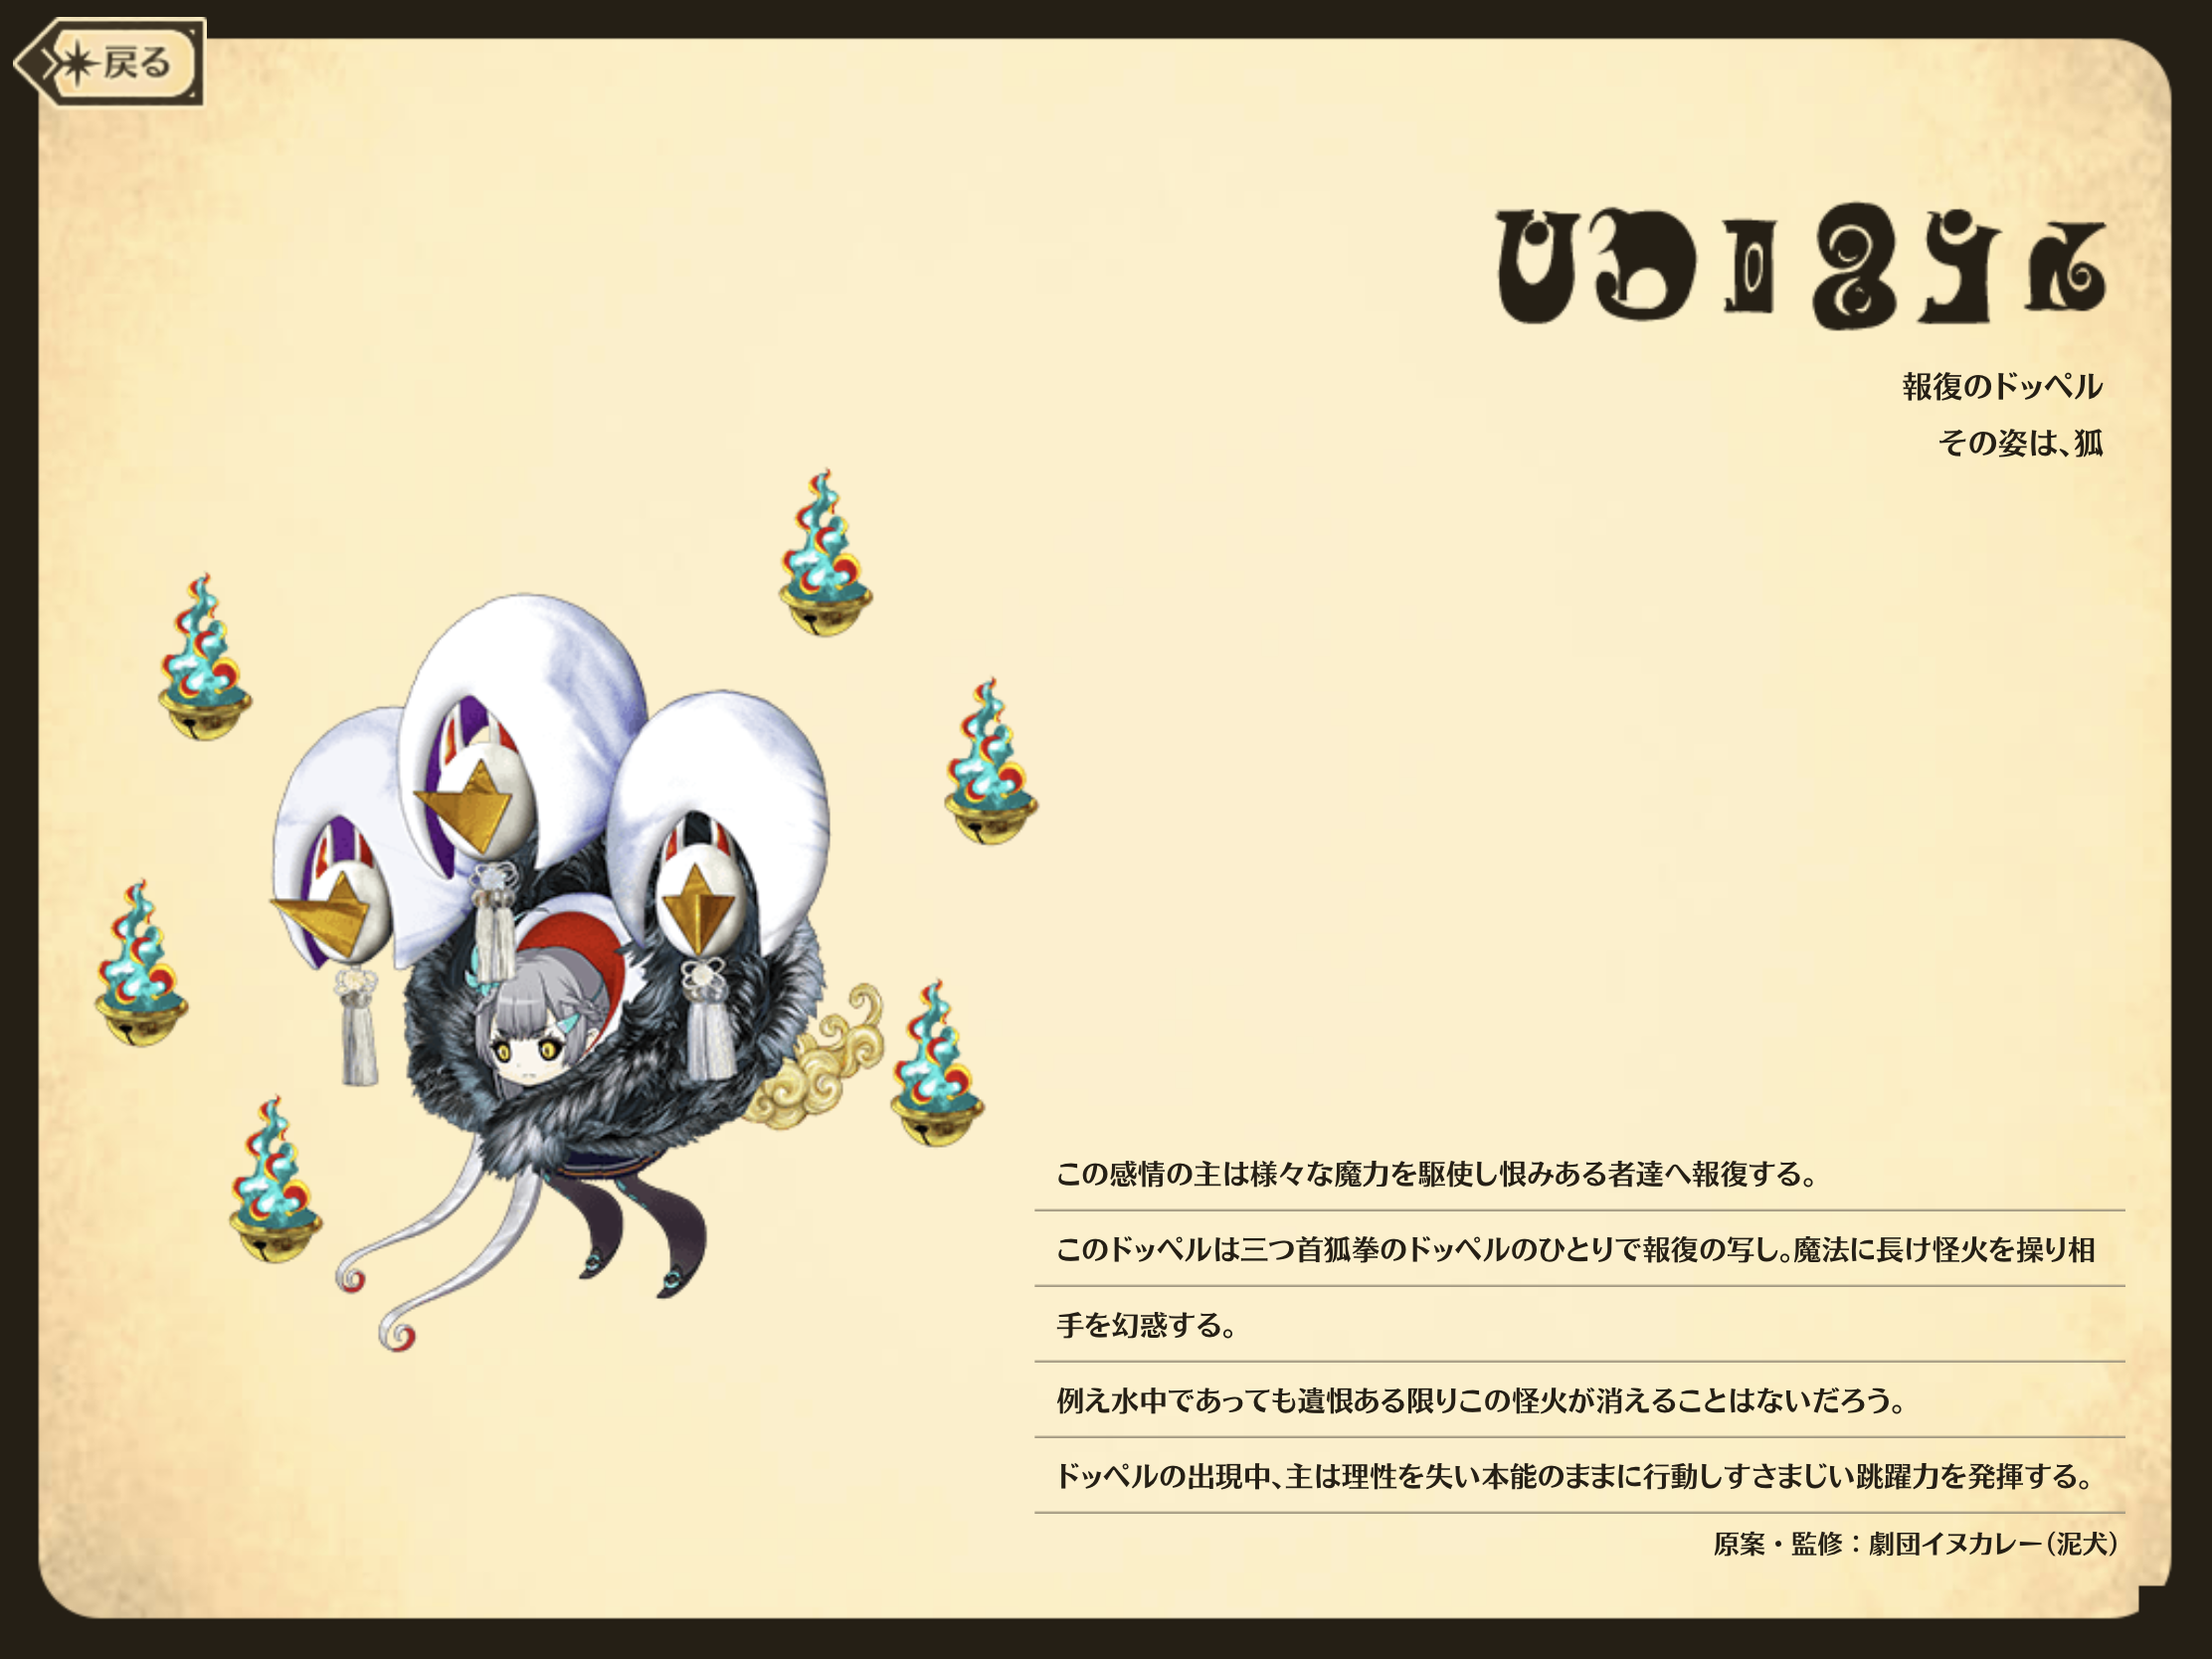 戻る
報復のドッペル
その姿は、狐
この感情の主は様々な魔力を駆使し恨みある者達へ報復する。
このドッペルは三つ首狐拳のドッペルのひとりで報復の写し。魔法に長け怪火を操り相
手を幻惑する。
例え水中であっても遺恨ある限りこの怪火が消えることはないだろう。
ドッペルの出現中、主は理性を失い本能のままに行動しすさまじい跳躍力を発揮する。
原案・監修：劇団イヌカレー（泥犬）